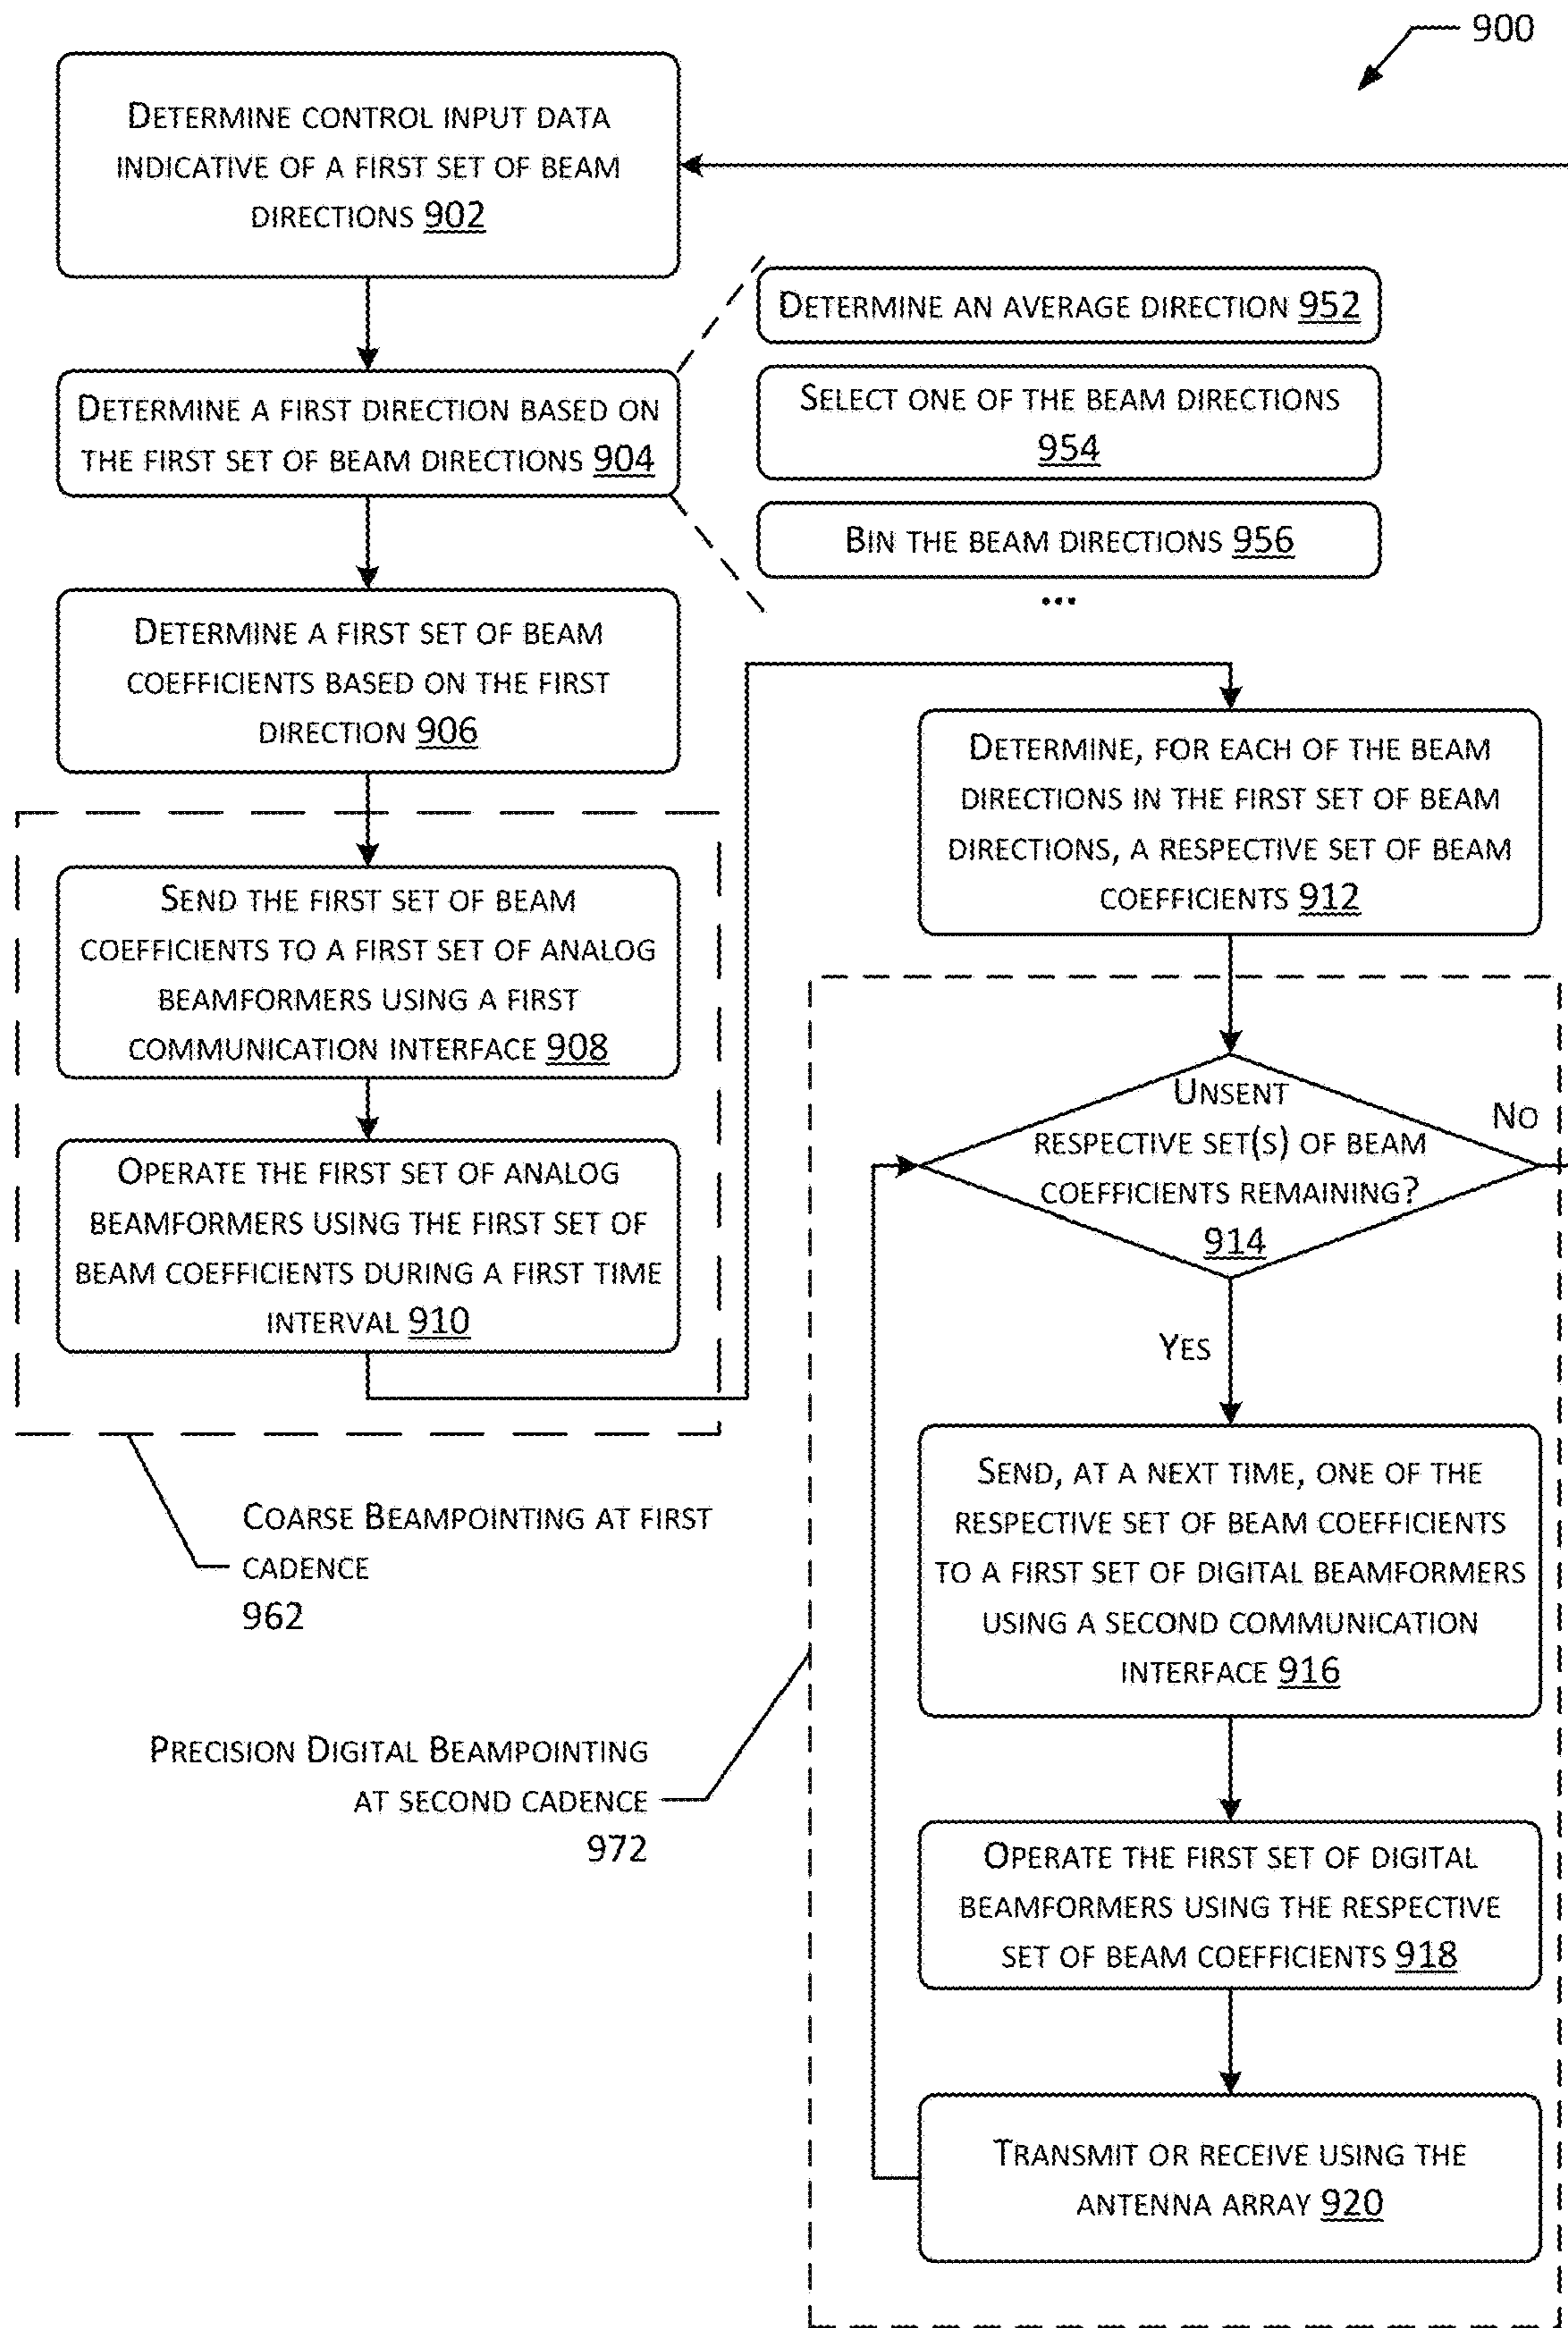 900
DETERMINE CONTROL INPUT DATA
INDICATIVE OF A FIRST SET OF BEAM
DIRECTIONS 902
DETERMINE A FIRST DIRECTION BASED ON
THE FIRST SET OF BEAM DIRECTIONS 904
DETERMINE AN AVERAGE DIRECTION 952
SELECT ONE OF THE BEAM DIRECTIONS
954
BIN THE BEAM DIRECTIONS 956
...
DETERMINE A FIRST SET OF BEAM
COEFFICIENTS BASED ON THE FIRST
DIRECTION 906
SEND THE FIRST SET OF BEAM
COEFFICIENTS TO A FIRST SET OF ANALOG
BEAMFORMERS USING A FIRST
COMMUNICATION INTERFACE 908
OPERATE THE FIRST SET OF ANALOG
BEAMFORMERS USING THE FIRST SET OF
BEAM COEFFICIENTS DURING A FIRST TIME
INTERVAL 910
COARSE BEAMPOINTING AT FIRST
CADENCE
962
DETERMINE, FOR EACH OF THE BEAM
DIRECTIONS IN THE FIRST SET OF BEAM
DIRECTIONS, A RESPECTIVE SET OF BEAM
COEFFICIENTS 912
UNSENT
RESPECTIVE SET(S) OF BEAM
COEFFICIENTS REMAINING?
914
NO
YES
SEND, AT A NEXT TIME, ONE OF THE
RESPECTIVE SET OF BEAM COEFFICIENTS
TO A FIRST SET OF DIGITAL BEAMFORMERS
USING A SECOND COMMUNICATION
INTERFACE 916
PRECISION DIGITAL BEAMPOINTING
AT SECOND CADENCE
972
OPERATE THE FIRST SET OF DIGITAL
BEAMFORMERS USING THE RESPECTIVE
SET OF BEAM COEFFICIENTS 918
TRANSMIT OR RECEIVE USING THE
ANTENNA ARRAY 920